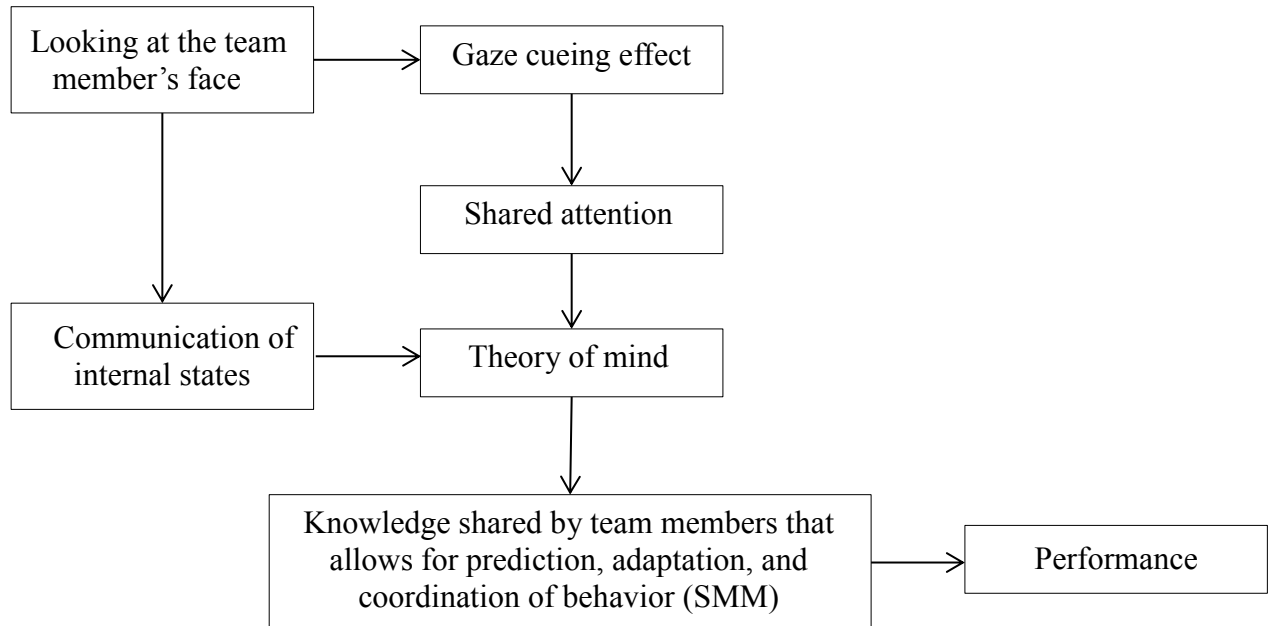 Looking at the team
member’s face
Gaze cueing effect
Shared attention
Communication of
internal states
Theory of mind
Knowledge shared by team members that
allows for prediction, adaptation, and
coordination of behavior (SMM)
Performance